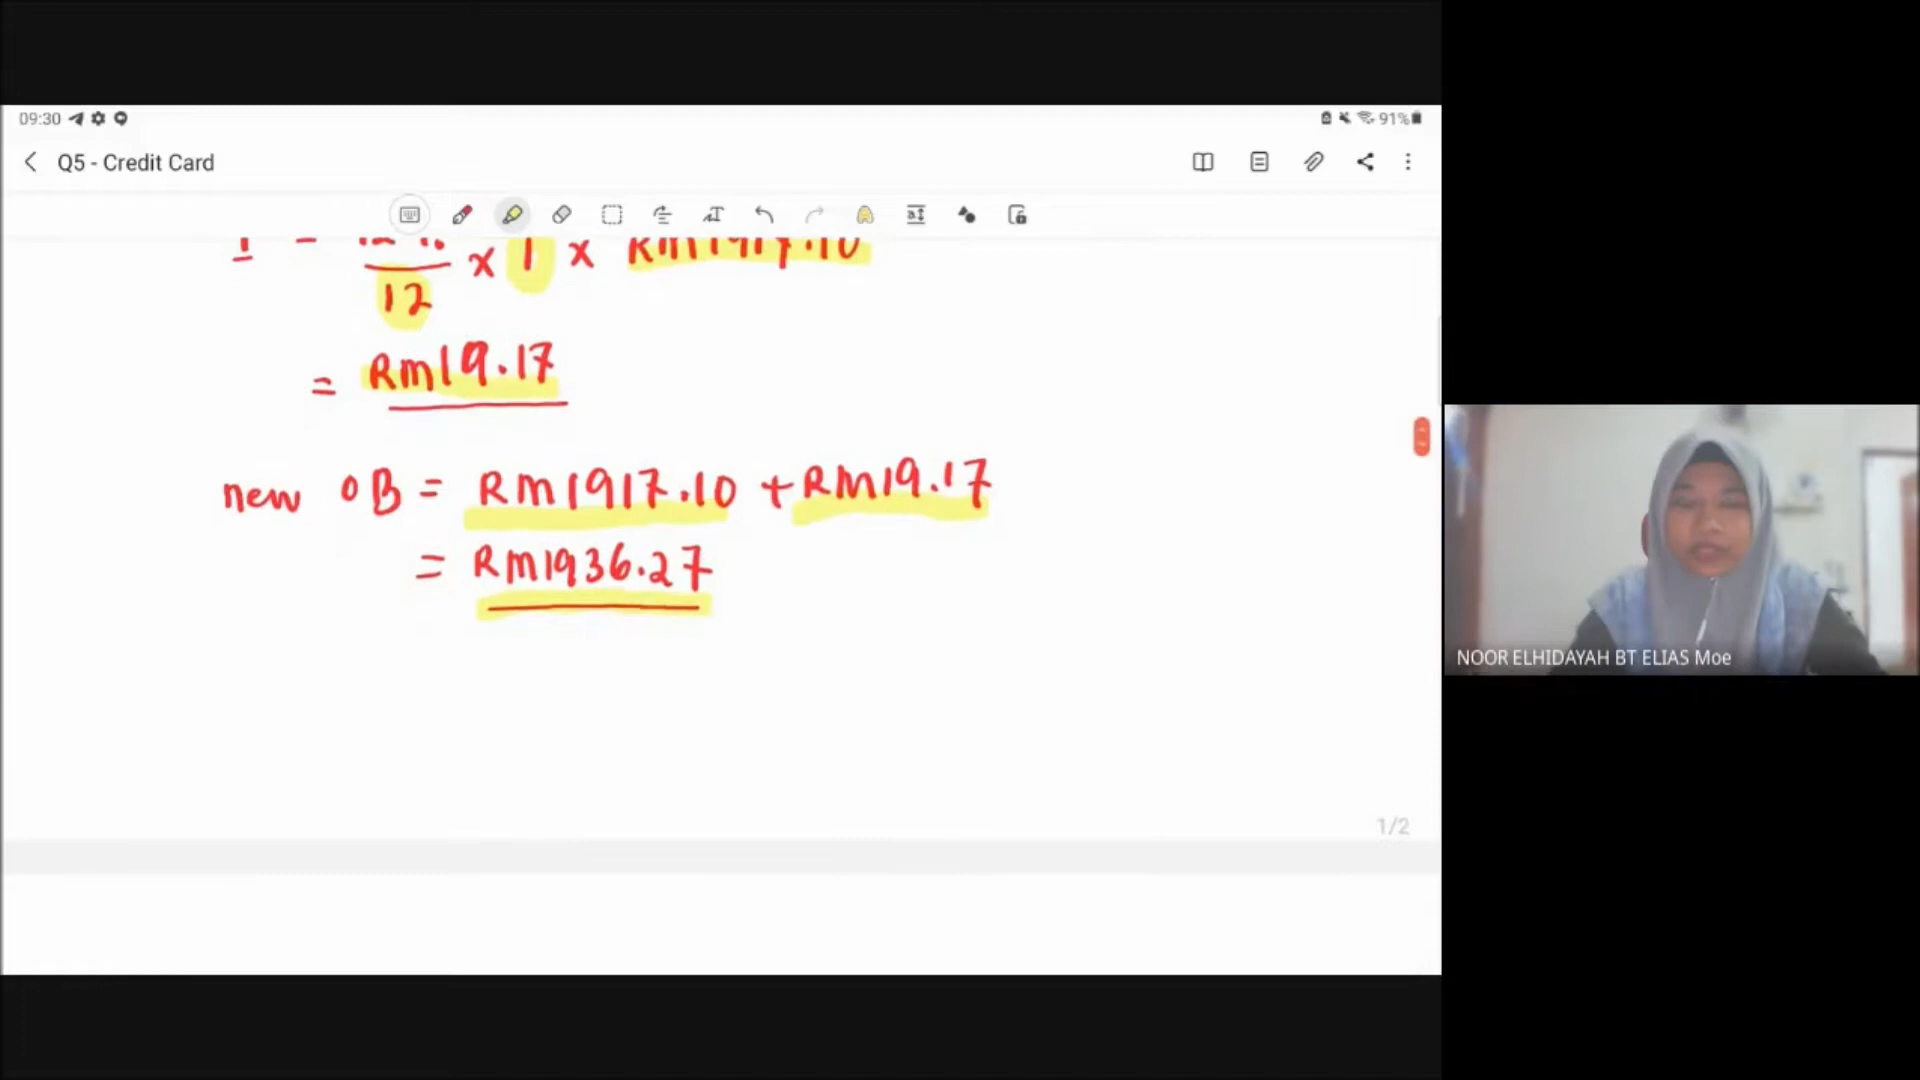 09:30
91%
Q5 - Credit Card
12 x 1 x
= Rm19.17
new OB = RM1917.10 + RM19.17
= RM1936.27
1/2
NOOR ELHIDAYAH BT ELIAS Moe